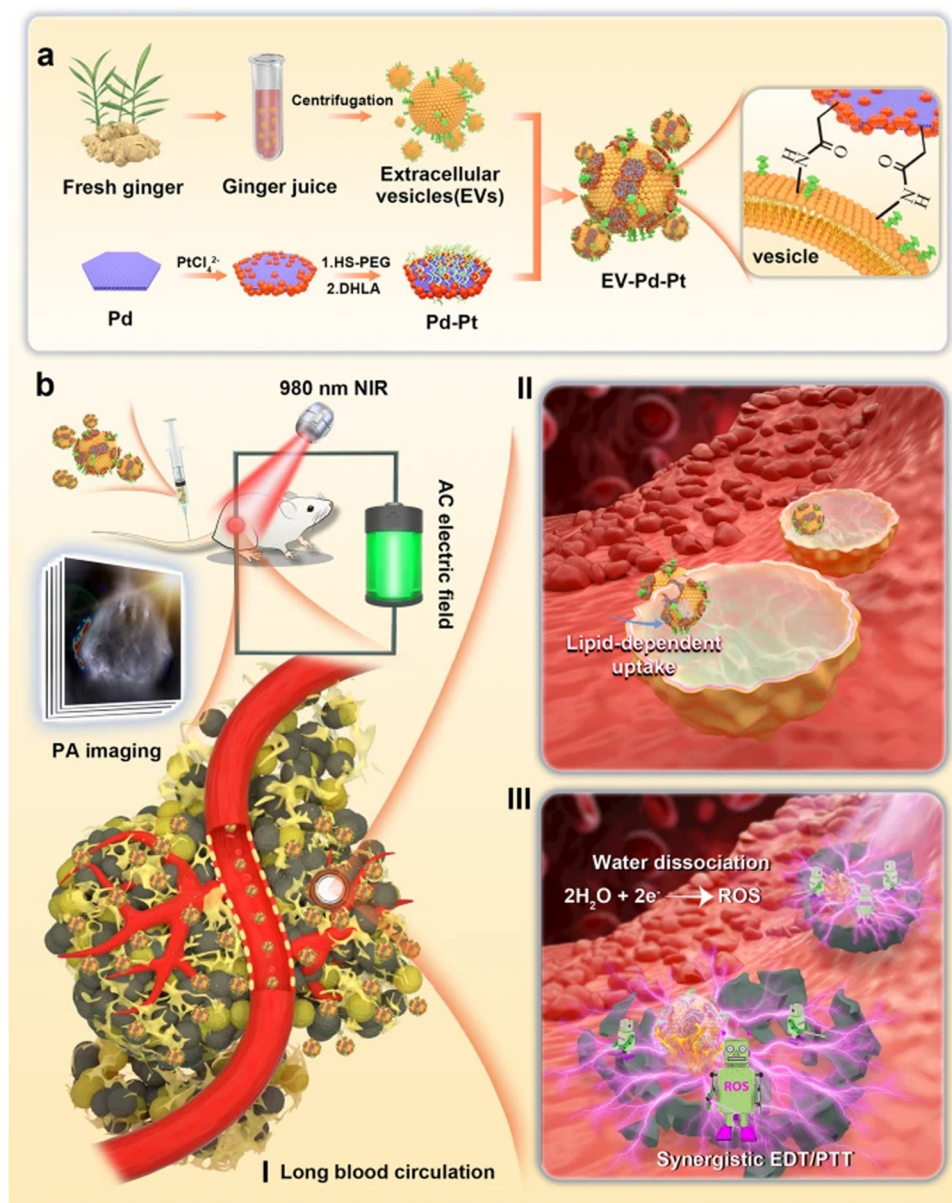 a
Fresh ginger
Ginger juice
Centrifugation
Extracellular
vesicles(EVs)
PtCl₄²⁻
1.HS-PEG
2.DHLA
Pd
Pd-Pt
EV-Pd-Pt
O
O
N
H
N
H
vesicle
b
980 nm NIR
AC electric field
PA imaging
I Long blood circulation
II
Lipid-dependent
uptake
III
Water dissociation
2H₂O + 2e⁻ → ROS
ROS
Synergistic EDT/PTT